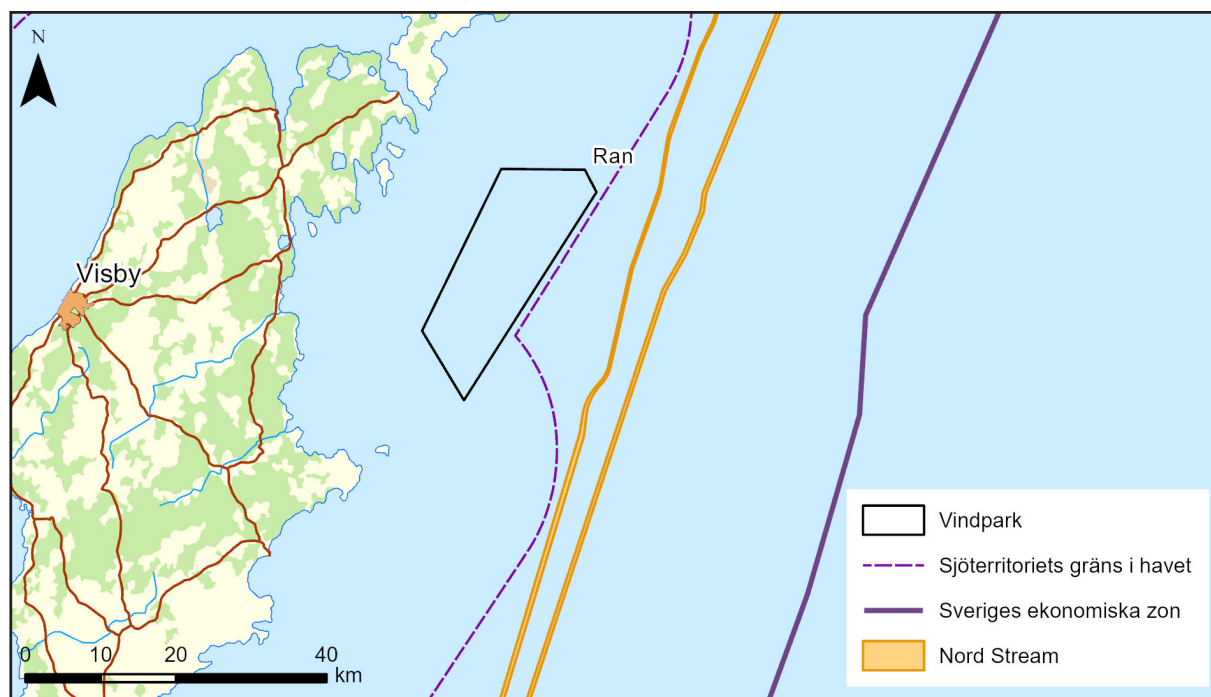 N
Ran
Visby
Vindpark
Sjöterritoriets gräns i havet
Sveriges ekonomiska zon
Nord Stream
0 10 20 40
km